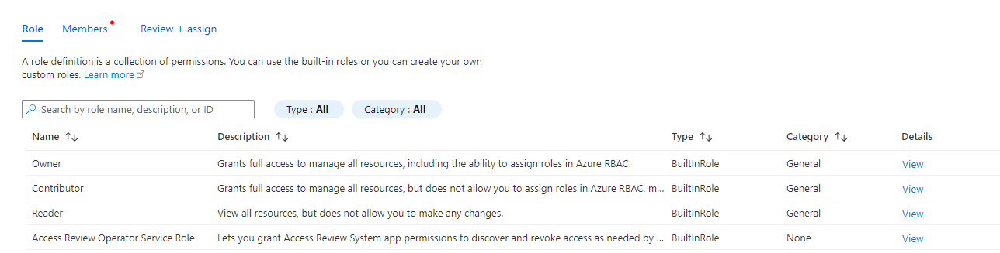 Role Members Review + assign
A role definition is a collection of permissions. You can use the built-in roles or you can create your own
custom roles. Learn more
Search by role name, description, or ID Type : All Category : All
Name Description Type Category Details
Owner Grants full access to manage all resources, including the ability to assign roles in Azure RBAC. BuiltInRole General View
Contributor Grants full access to manage all resources, but does not allow you to assign roles in Azure RBAC, m... BuiltInRole General View
Reader View all resources, but does not allow you to make any changes. BuiltInRole General View
Access Review Operator Service Role Lets you grant Access Review System app permissions to discover and revoke access as needed by ... BuiltInRole None View